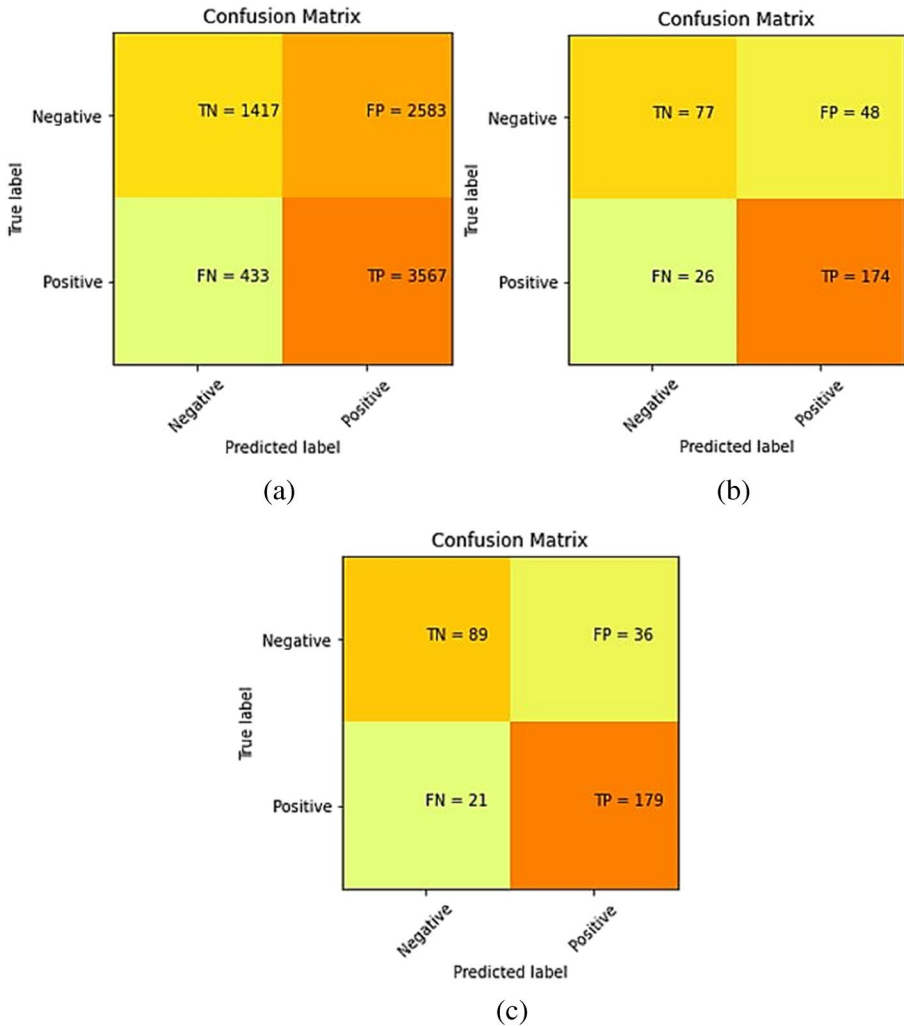 Confusion Matrix
Negative
TN = 1417
FP = 2583
True label
Positive
FN = 433
TP = 3567
Negative
Positive
Predicted label
(a)
Confusion Matrix
Negative
TN = 77
FP = 48
True label
Positive
FN = 26
TP = 174
Negative
Positive
Predicted label
(b)
Confusion Matrix
Negative
TN = 89
FP = 36
True label
Positive
FN = 21
TP = 179
Negative
Positive
Predicted label
(c)